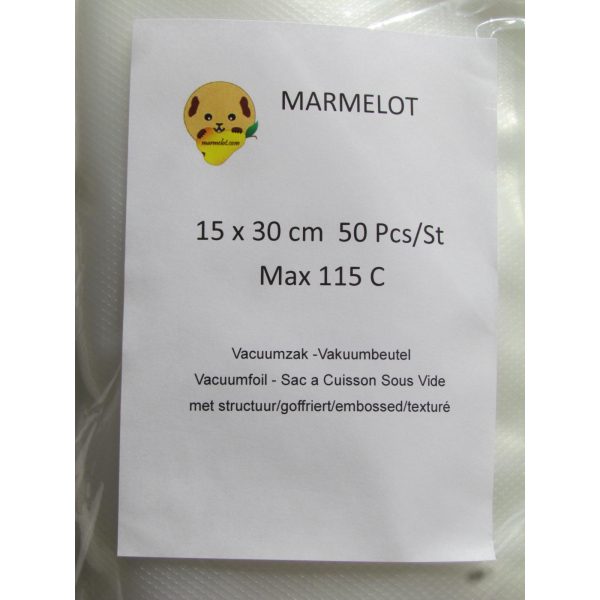 MARMELOT
marmelot.com
15 x 30 cm 50 Pcs/St
Max 115 C
Vacuumzak -Vakuumbeutel
Vacuumfoil - Sac a Cuisson Sous Vide
met structuur/goffriert/embossed/texturé